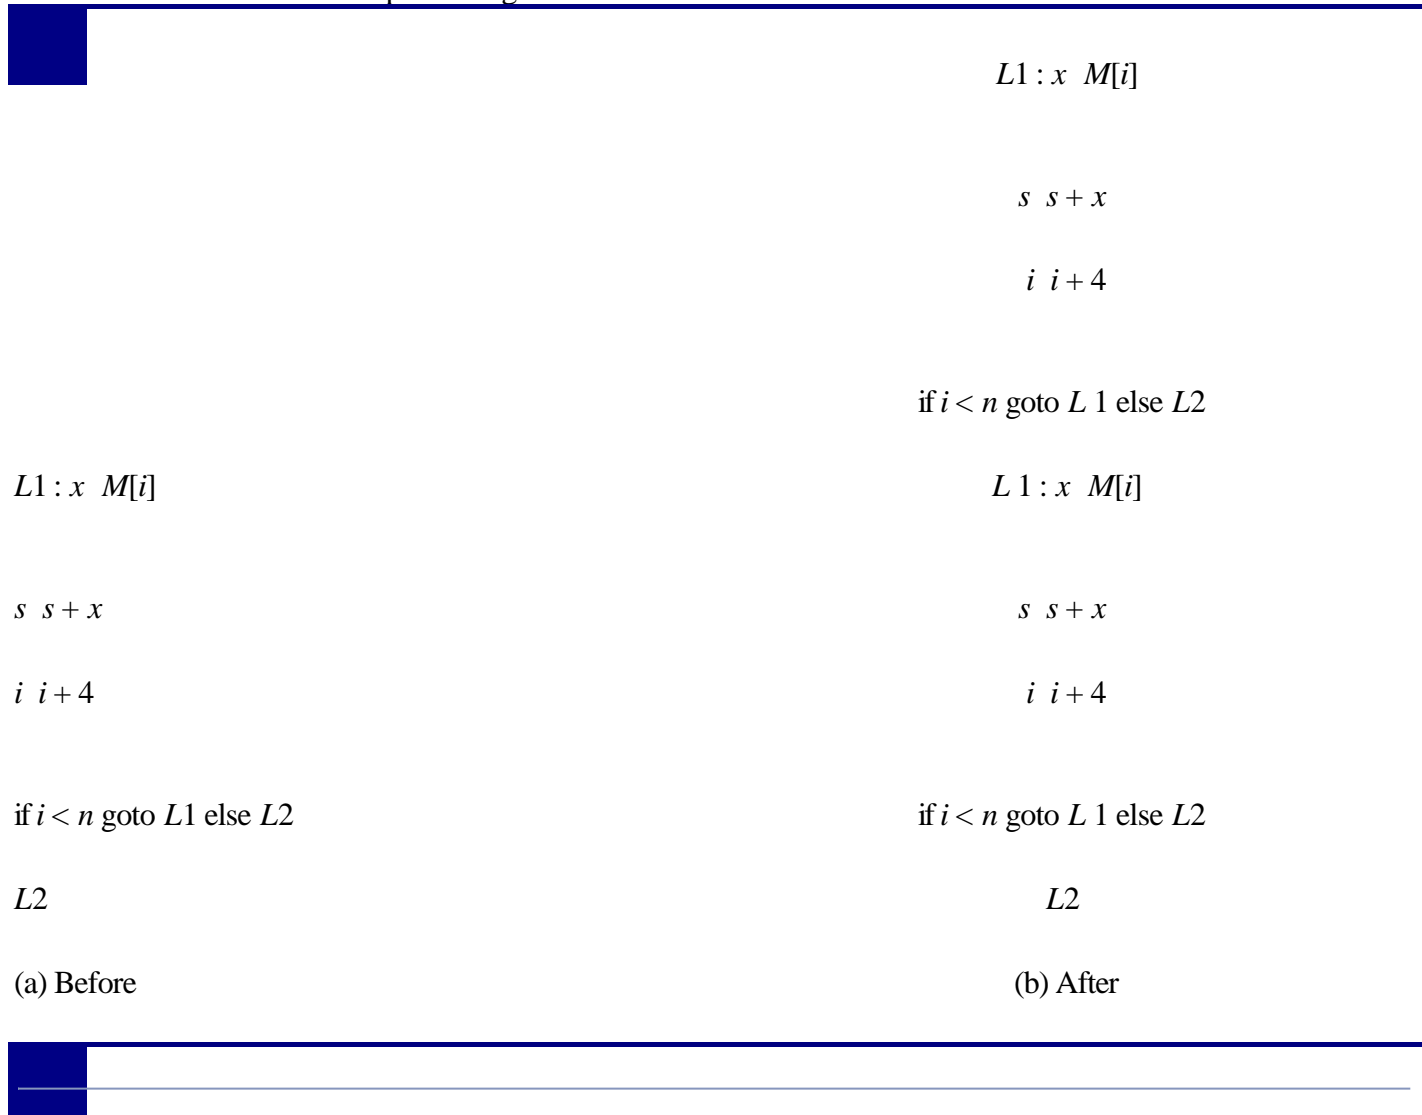 L1 : x M[i]
s s + x
i i + 4
if i < n goto L 1 else L2
L1 : x M[i]
L 1 : x M[i]
s s + x
s s + x
i i + 4
i i + 4
if i < n goto L1 else L2
if i < n goto L 1 else L2
L2
L2
(a) Before
(b) After